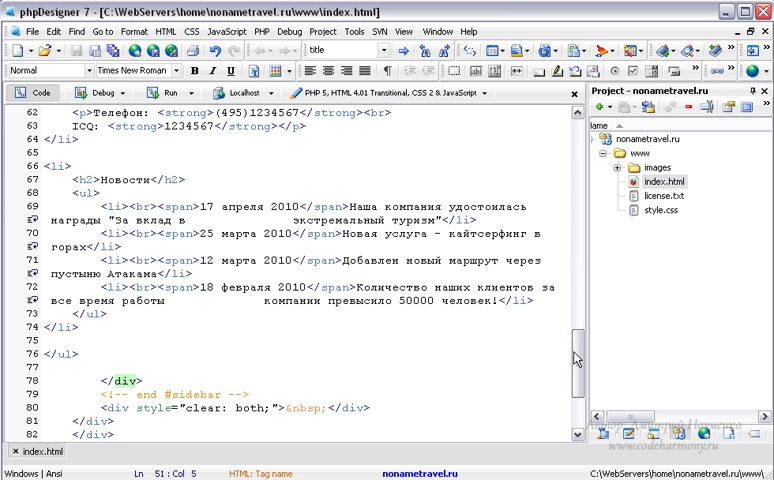 phpDesigner 7 - [C:\WebServers\home\nonametravel.ru\www\index.html]
File Edit Search Find Go to Format HTML CSS JavaScript PHP Debug Project Tools SVN View Window Help
title
Normal Times New Roman B I U
Code Debug Run Localhost PHP 5, HTML 4.01 Transitional, CSS 2 & JavaScript
Project - nonametravel.ru
lame
nonametravel.ru
www
images
index.html
license.txt
style.css
62 <p>Телефон: <strong>(495)1234567</strong><br>
63 ICQ: <strong>1234567</strong></p>
64 </li>
65
66 <li>
67 <h2>Новости</h2>
68 <ul>
69 <li><br><span>17 апреля 2010</span>Наша компания удостоилась
награды "За вклад в экстремальный туризм"</li>
70 <li><br><span>25 марта 2010</span>Новая услуга - кайтсерфинг в
горах</li>
71 <li><br><span>12 марта 2010</span>Добавлен новый маршрут через
пустыню Атакама</li>
72 <li><br><span>18 февраля 2010</span>Количество наших клиентов за
все время работы компании превысило 50000 человек!</li>
73 </ul>
74 </li>
75
76 </ul>
77
78 </div>
79 <!-- end #sidebar -->
80 <div style="clear: both;">&nbsp;</div>
81 </div>
82 </div>
Автор: Дмитрий Науменко
www.codeharmony.ru
index.html
Windows | Ansi Ln 51 : Col 5 HTML: Tag name nonametravel.ru C:\WebServers\home\nonametravel.ru\www\